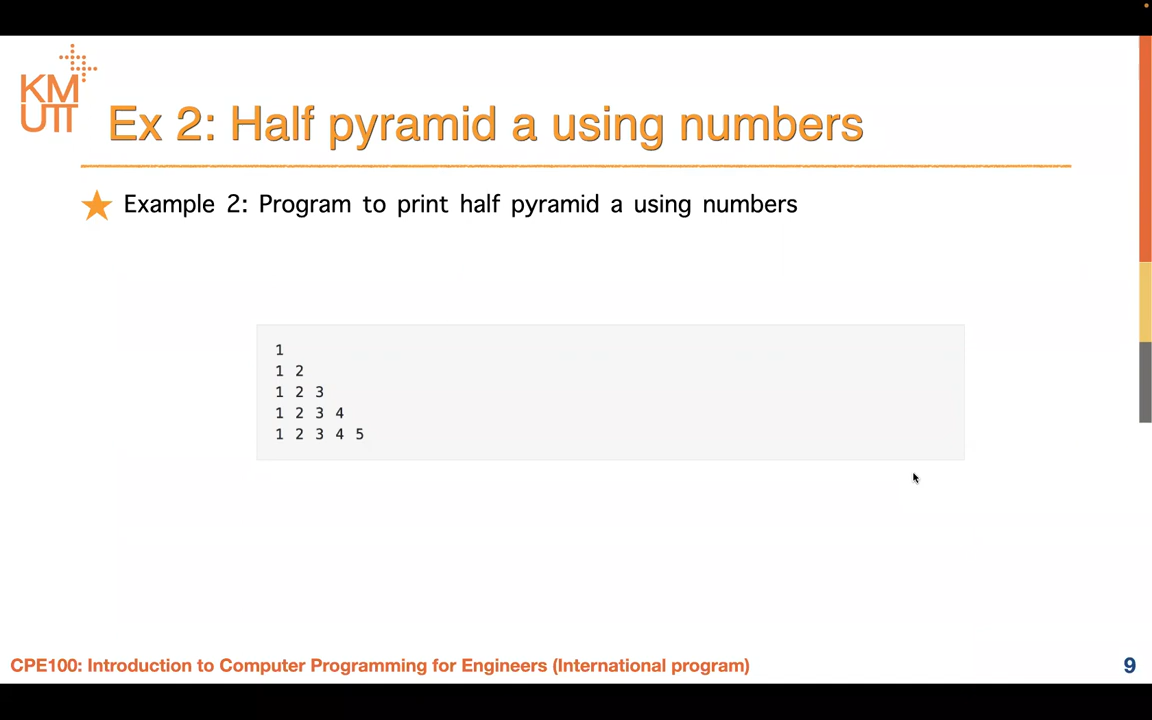 KM
UTT
Ex 2: Half pyramid a using numbers
Example 2: Program to print half pyramid a using numbers
1
1 2
1 2 3
1 2 3 4
1 2 3 4 5
CPE100: Introduction to Computer Programming for Engineers (International program)
9